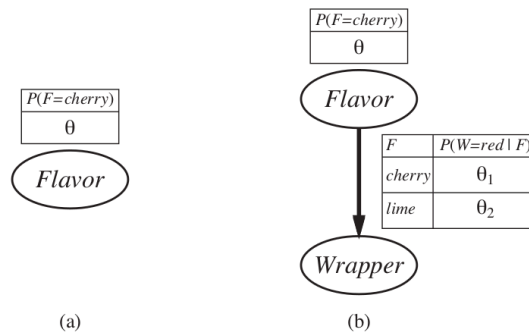 P(F=cherry)
θ
Flavor
(a)
P(F=cherry)
θ
Flavor
F P(W=red | F)
cherry θ1
lime θ2
Wrapper
(b)